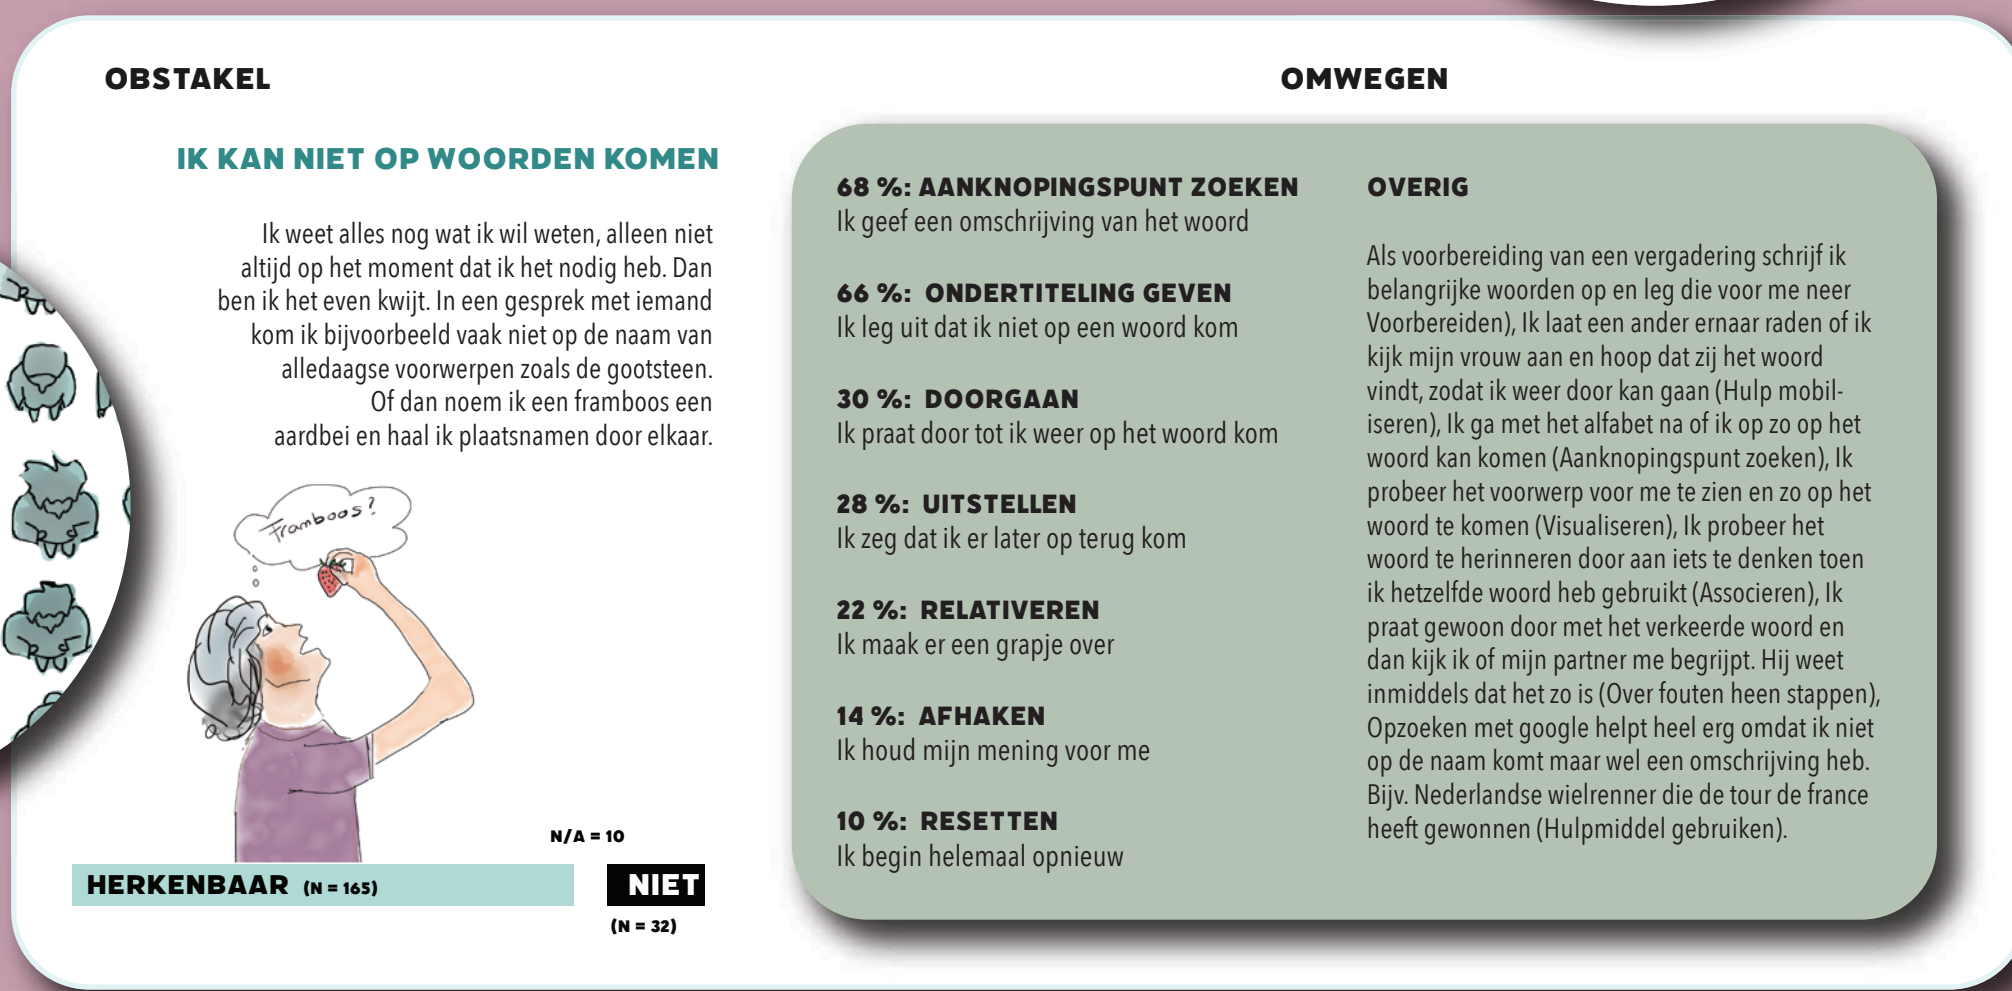 OBSTAKEL
IK KAN NIET OP WOORDEN KOMEN
Ik weet alles nog wat ik wil weten, alleen niet
altijd op het moment dat ik het nodig heb. Dan
ben ik het even kwijt. In een gesprek met iemand
kom ik bijvoorbeeld vaak niet op de naam van
alledaagse voorwerpen zoals de gootsteen.
Of dan noem ik een framboos een
aardbei en haal ik plaatsnamen door elkaar.
Framboos?
N/A = 10
HERKENBAAR (N = 165)
NIET
(N = 32)
OMWEGEN
68 %: AANKNOPINGSPUNT ZOEKEN
Ik geef een omschrijving van het woord
66 %: ONDERTITELING GEVEN
Ik leg uit dat ik niet op een woord kom
30 %: DOORGAAN
Ik praat door tot ik weer op het woord kom
28 %: UITSTELLEN
Ik zeg dat ik er later op terug kom
22 %: RELATIVEREN
Ik maak er een grapje over
14 %: AFHAKEN
Ik houd mijn mening voor me
10 %: RESETTEN
Ik begin helemaal opnieuw
OVERIG
Als voorbereiding van een vergadering schrijf ik
belangrijke woorden op en leg die voor me neer
Voorbereiden), Ik laat een ander ernaar raden of ik
kijk mijn vrouw aan en hoop dat zij het woord
vindt, zodat ik weer door kan gaan (Hulp mobil-
iseren), Ik ga met het alfabet na of ik op zo op het
woord kan komen (Aanknopingspunt zoeken), Ik
probeer het voorwerp voor me te zien en zo op het
woord te komen (Visualiseren), Ik probeer het
woord te herinneren door aan iets te denken toen
ik hetzelfde woord heb gebruikt (Associeren), Ik
praat gewoon door met het verkeerde woord en
dan kijk ik of mijn partner me begrijpt. Hij weet
inmiddels dat het zo is (Over fouten heen stappen),
Opzoeken met google helpt heel erg omdat ik niet
op de naam komt maar wel een omschrijving heb.
Bijv. Nederlandse wielrenner die de tour de france
heeft gewonnen (Hulpmiddel gebruiken).